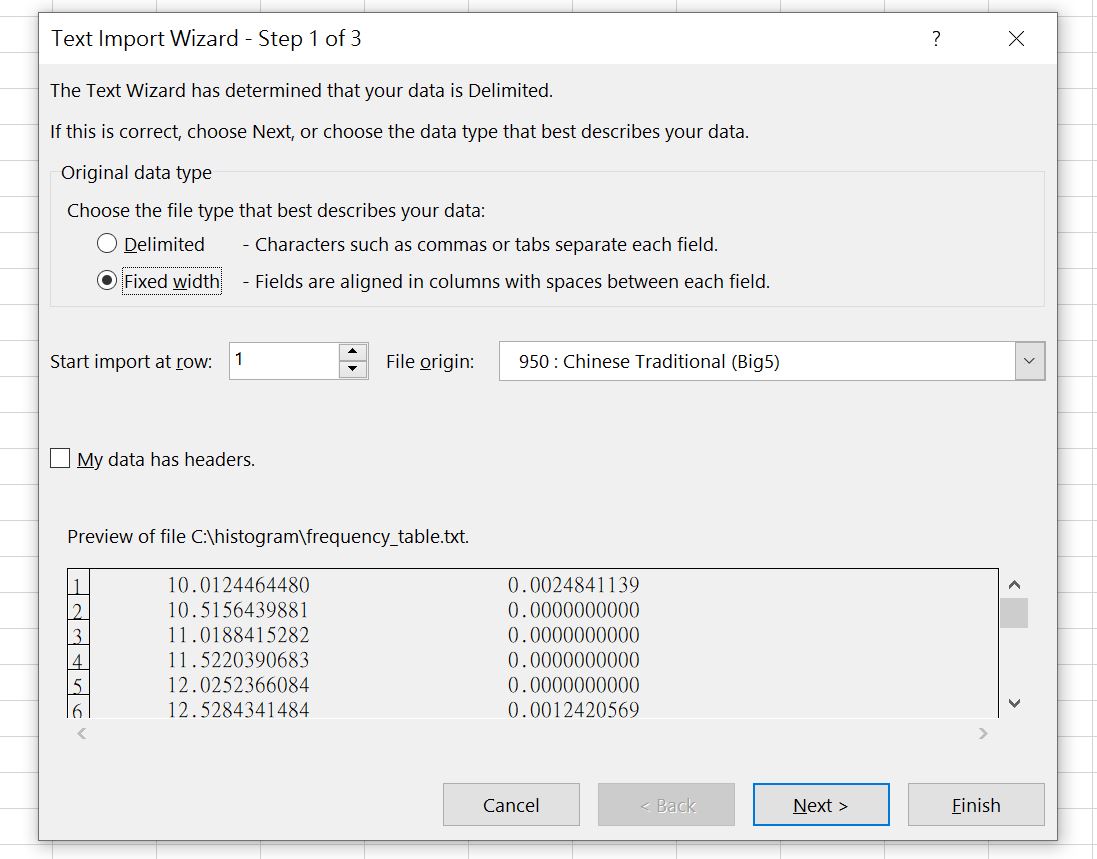 Text Import Wizard - Step 1 of 3 ?
The Text Wizard has determined that your data is Delimited.
If this is correct, choose Next, or choose the data type that best describes your data.
Original data type
Choose the file type that best describes your data:
Delimited - Characters such as commas or tabs separate each field.
Fixed width - Fields are aligned in columns with spaces between each field.
Start import at row: 1 File origin: 950 : Chinese Traditional (Big5)
My data has headers.
Preview of file C:\histogram\frequency_table.txt.
1 10.0124464480 0.0024841139
2 10.5156439881 0.0000000000
3 11.0188415282 0.0000000000
4 11.5220390683 0.0000000000
5 12.0252366084 0.0000000000
6 12.5284341484 0.0012420569
Cancel < Back Next > Finish